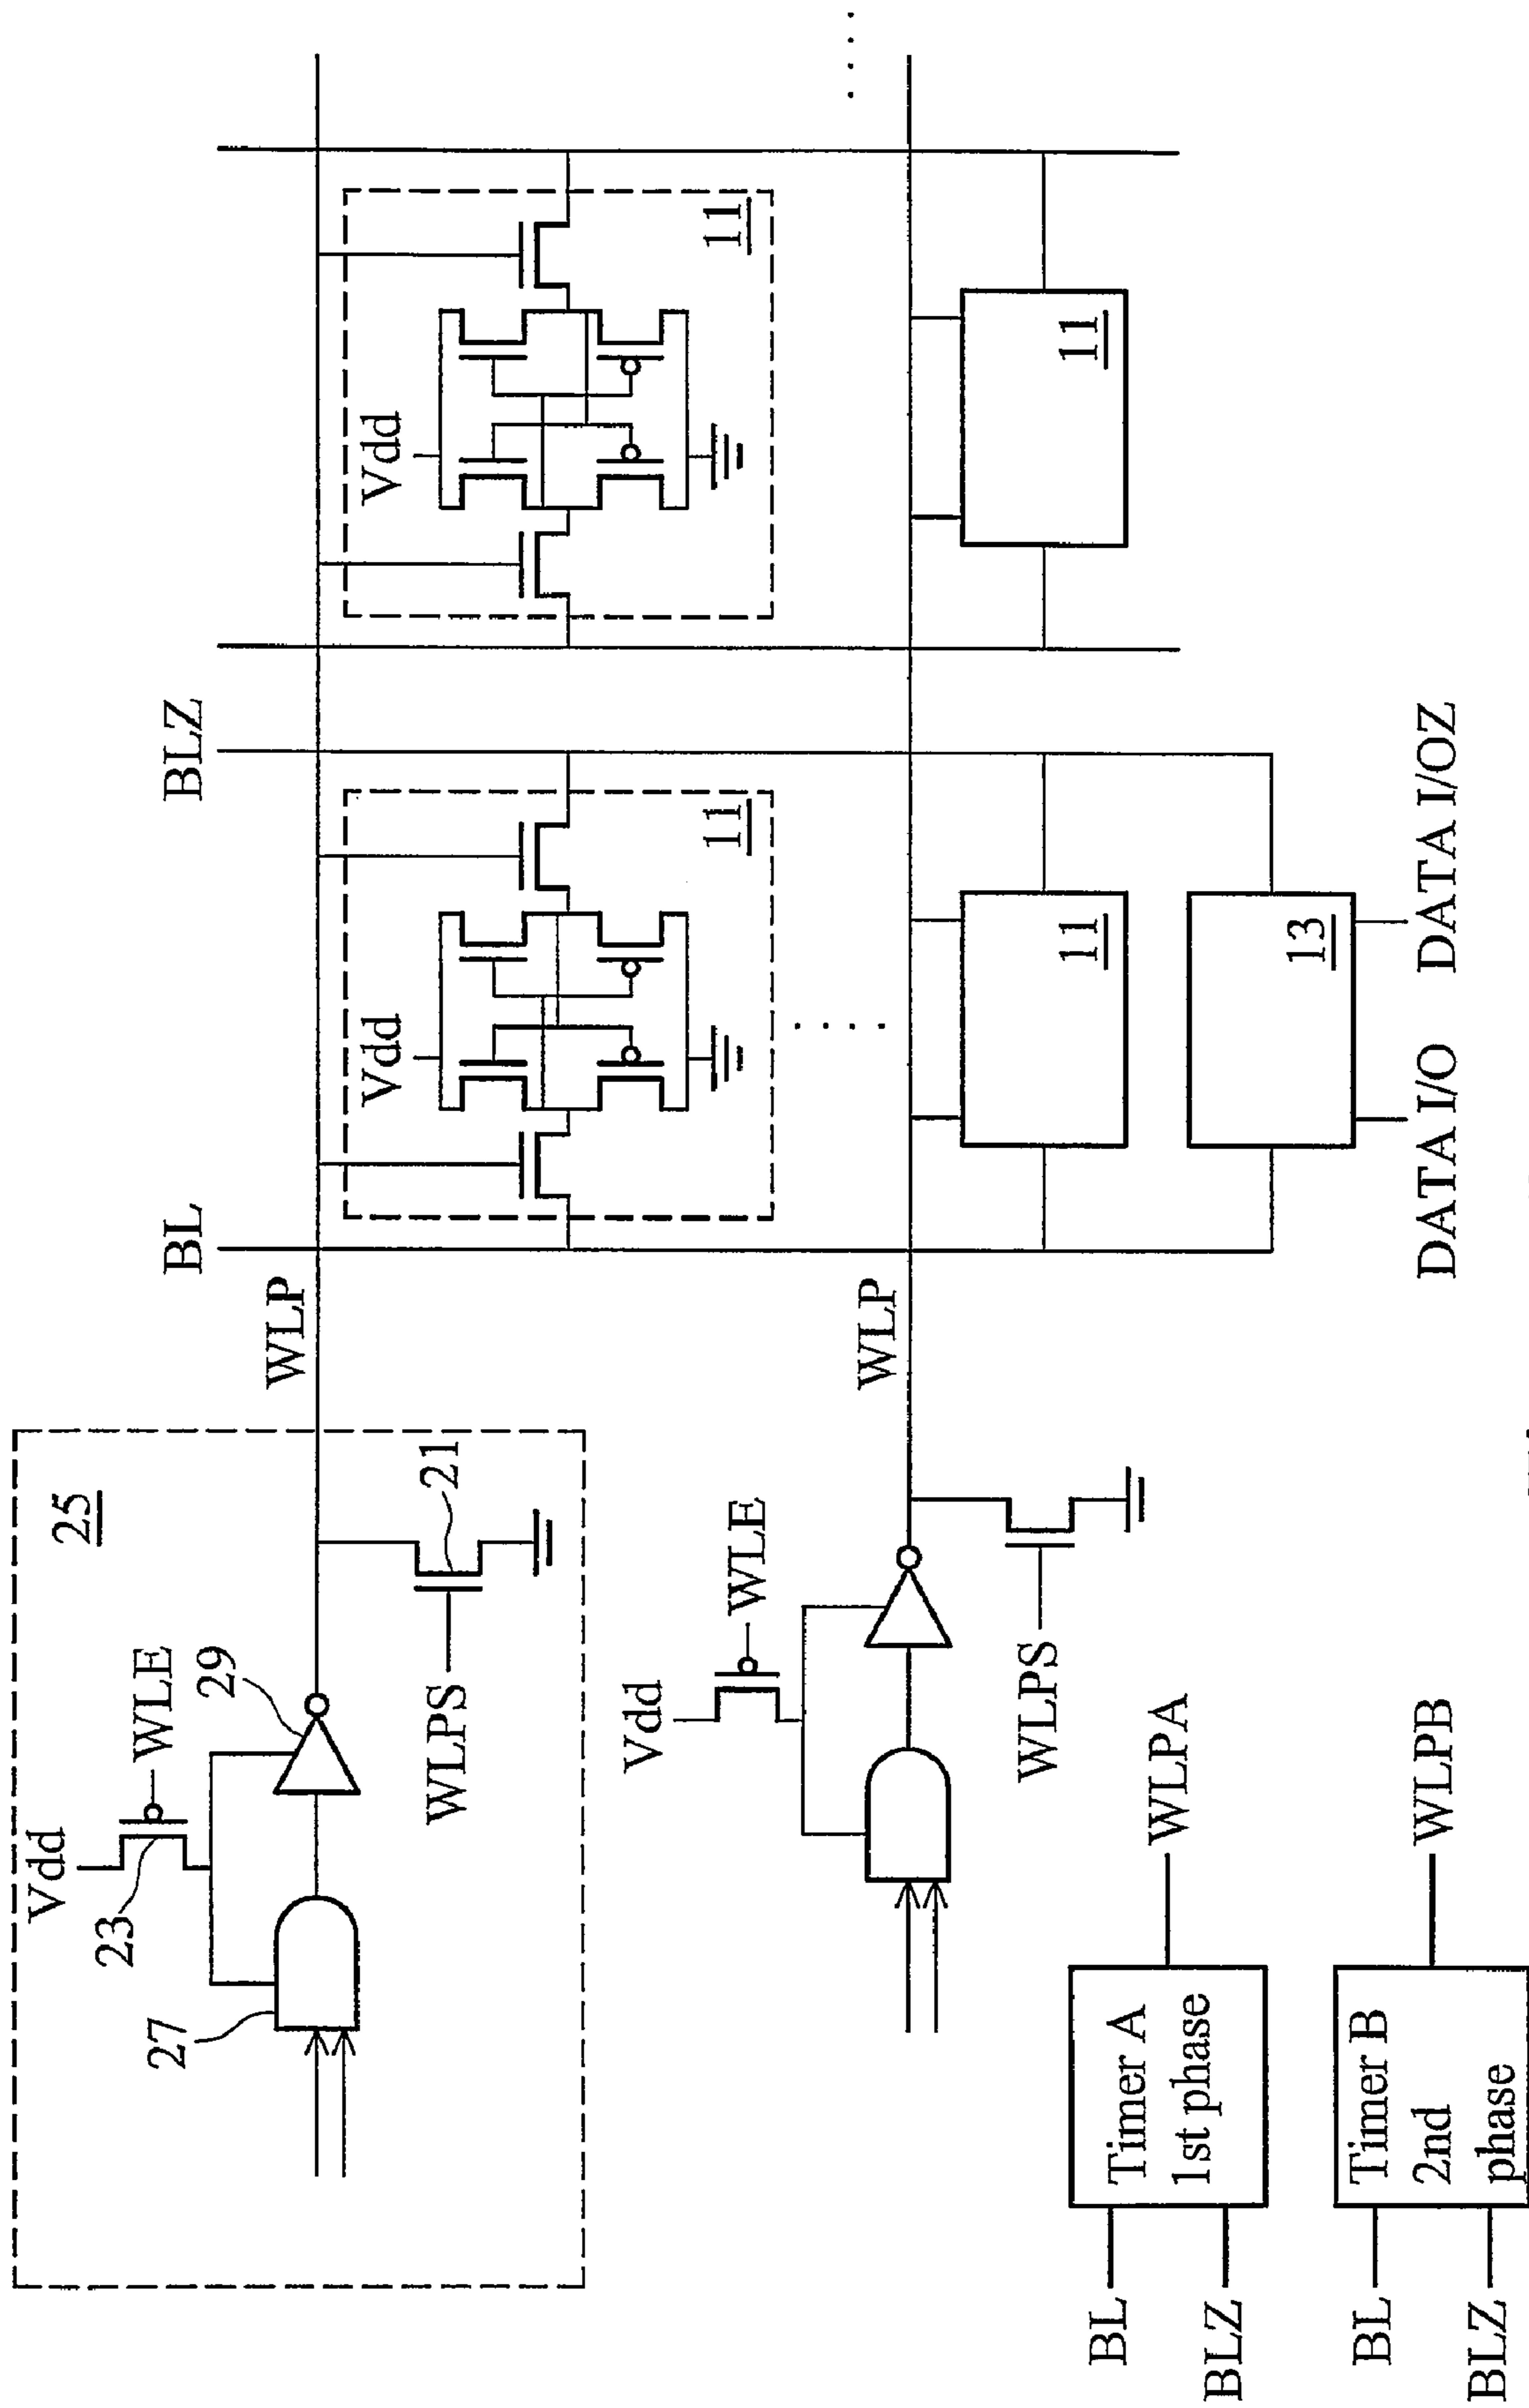 25
Vdd
23
WLE
27
29
WLPS
21
WLP
BL
BLZ
Vdd
11
Vdd
11
Vdd
WLE
WLPS
WLP
11
11
13
DATA I/O
DATA I/OZ
BL
BLZ
Timer A
1st phase
WLPA
BL
BLZ
Timer B
2nd
phase
WLPB